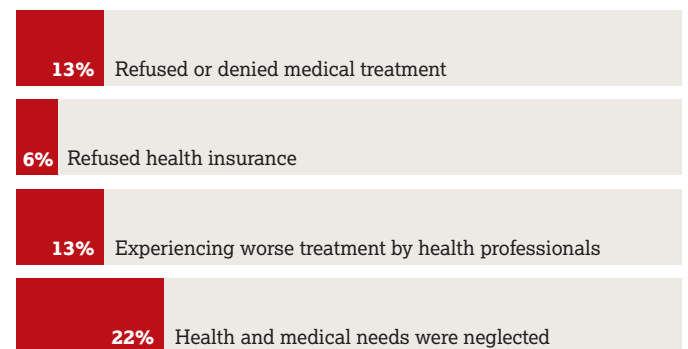 13% Refused or denied medical treatment
6% Refused health insurance
13% Experiencing worse treatment by health professionals
22% Health and medical needs were neglected